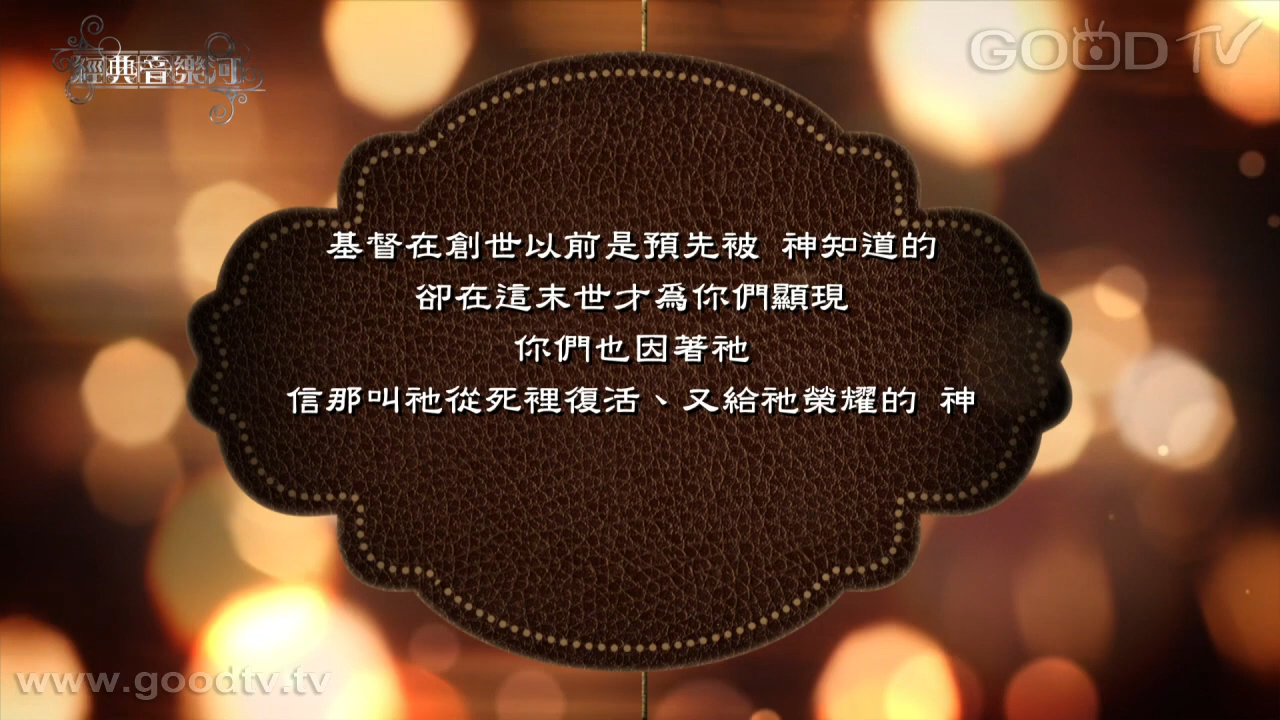 經典音樂河
GOOD TV
基督在創世以前是預先被 神知道的
卻在這末世才為你們顯現
你們也因著祂
信那叫祂從死裡復活、又給祂榮耀的 神
www.goodtv.tv